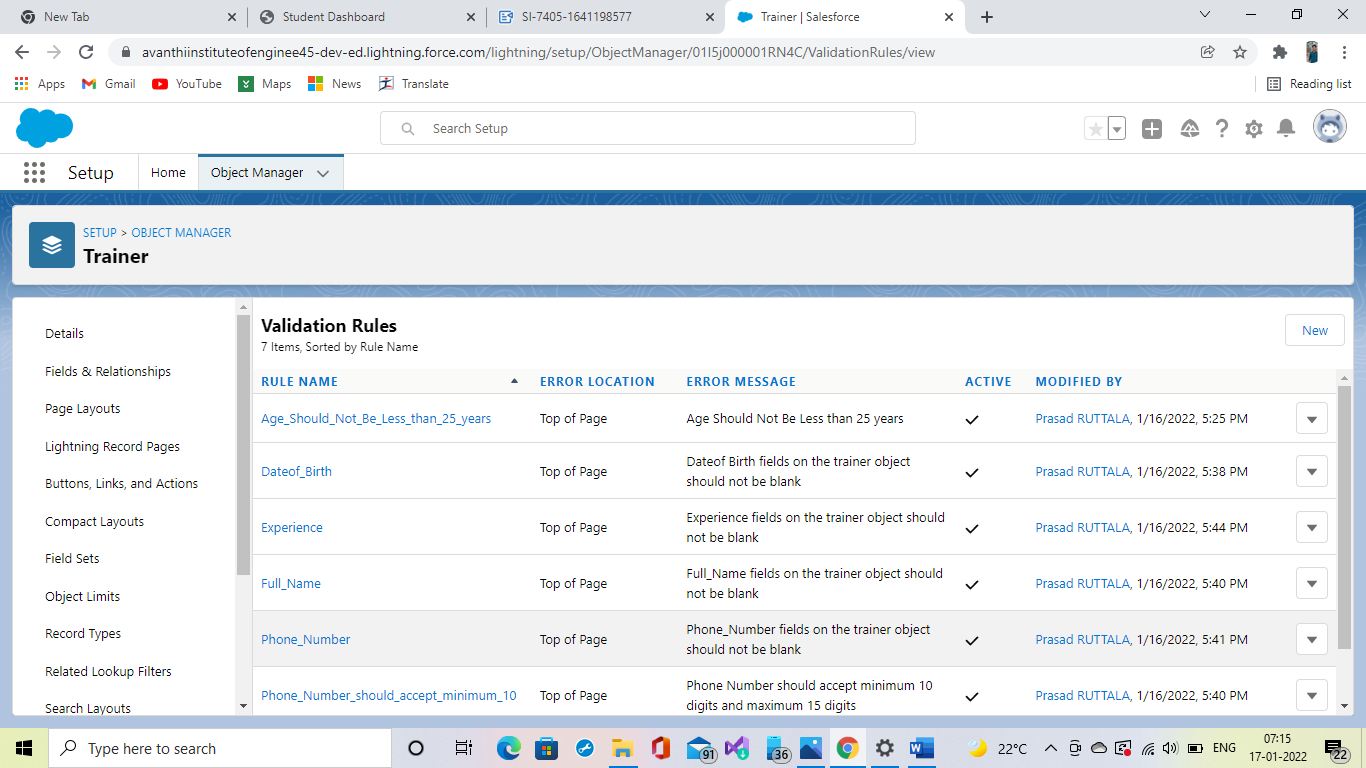 New Tab
Student Dashboard
SI-7405-1641198577
Trainer | Salesforce
avanthiinstituteofenginee45-dev-ed.lightning.force.com/lightning/setup/ObjectManager/01I5j000001RN4C/ValidationRules/view
Apps
Gmail
YouTube
Maps
News
Translate
Reading list
Search Setup
Setup
Home
Object Manager
SETUP > OBJECT MANAGER
Trainer
Details
Fields & Relationships
Page Layouts
Lightning Record Pages
Buttons, Links, and Actions
Compact Layouts
Field Sets
Object Limits
Record Types
Related Lookup Filters
Search Layouts
Validation Rules
7 Items, Sorted by Rule Name
New
RULE NAME ERROR LOCATION ERROR MESSAGE ACTIVE MODIFIED BY
Age_Should_Not_Be_Less_than_25_years Top of Page Age Should Not Be Less than 25 years Prasad RUTTALA, 1/16/2022, 5:25 PM
Dateof_Birth Top of Page Dateof Birth fields on the trainer object
should not be blank Prasad RUTTALA, 1/16/2022, 5:38 PM
Experience Top of Page Experience fields on the trainer object should
not be blank Prasad RUTTALA, 1/16/2022, 5:44 PM
Full_Name Top of Page Full_Name fields on the trainer object should
not be blank Prasad RUTTALA, 1/16/2022, 5:40 PM
Phone_Number Top of Page Phone_Number fields on the trainer object
should not be blank Prasad RUTTALA, 1/16/2022, 5:41 PM
Phone_Number_should_accept_minimum_10 Top of Page Phone Number should accept minimum 10
digits and maximum 15 digits Prasad RUTTALA, 1/16/2022, 5:40 PM
Type here to search
91
36
22°C
ENG
07:15
17-01-2022
22